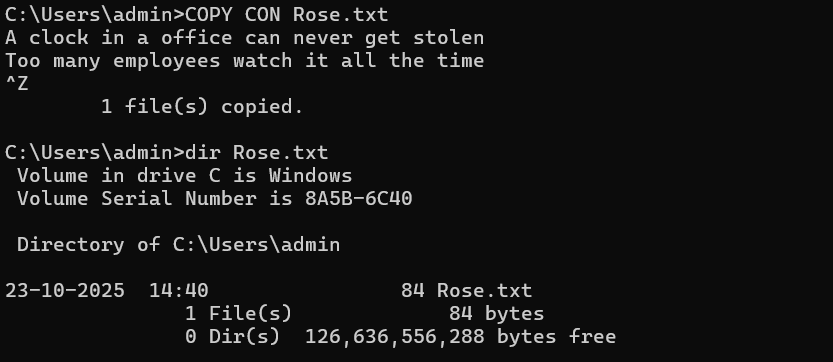 C:\Users\admin>COPY CON Rose.txt
A clock in a office can never get stolen
Too many employees watch it all the time
^Z
        1 file(s) copied.

C:\Users\admin>dir Rose.txt
 Volume in drive C is Windows
 Volume Serial Number is 8A5B-6C40

 Directory of C:\Users\admin

23-10-2025  14:40                84 Rose.txt
               1 File(s)             84 bytes
               0 Dir(s)  126,636,556,288 bytes free